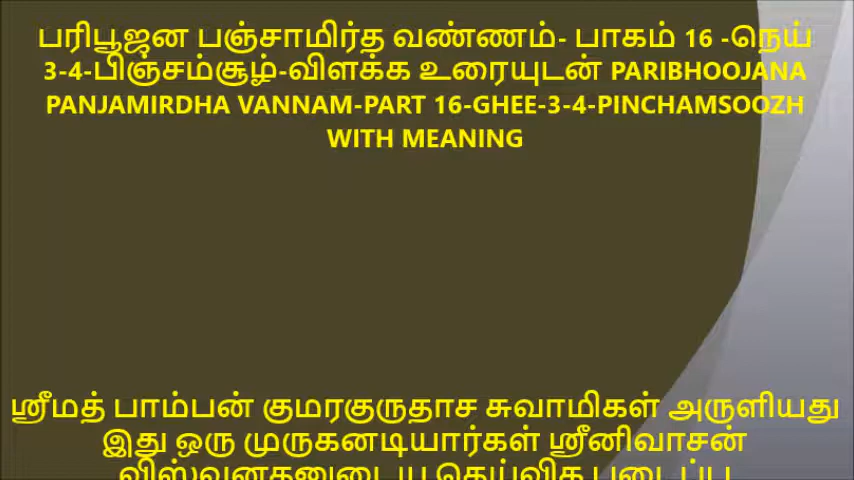 பரிபூஜன பஞ்சாமிர்த வண்ணம்- பாகம் 16 -நெய்
3-4-பிஞ்சம்சூழ்-விளக்க உரையுடன் PARIBHOOJANA
PANJAMIRDHA VANNAM-PART 16-GHEE-3-4-PINCHAMSOOZH
WITH MEANING
ஸ்ரீமத் பாம்பன் குமரகுருதாச சுவாமிகள் அருளியது
இது ஒரு முருகனடியார்கள் ஸ்ரீனிவாசன்
தெய்விக படைப்பு